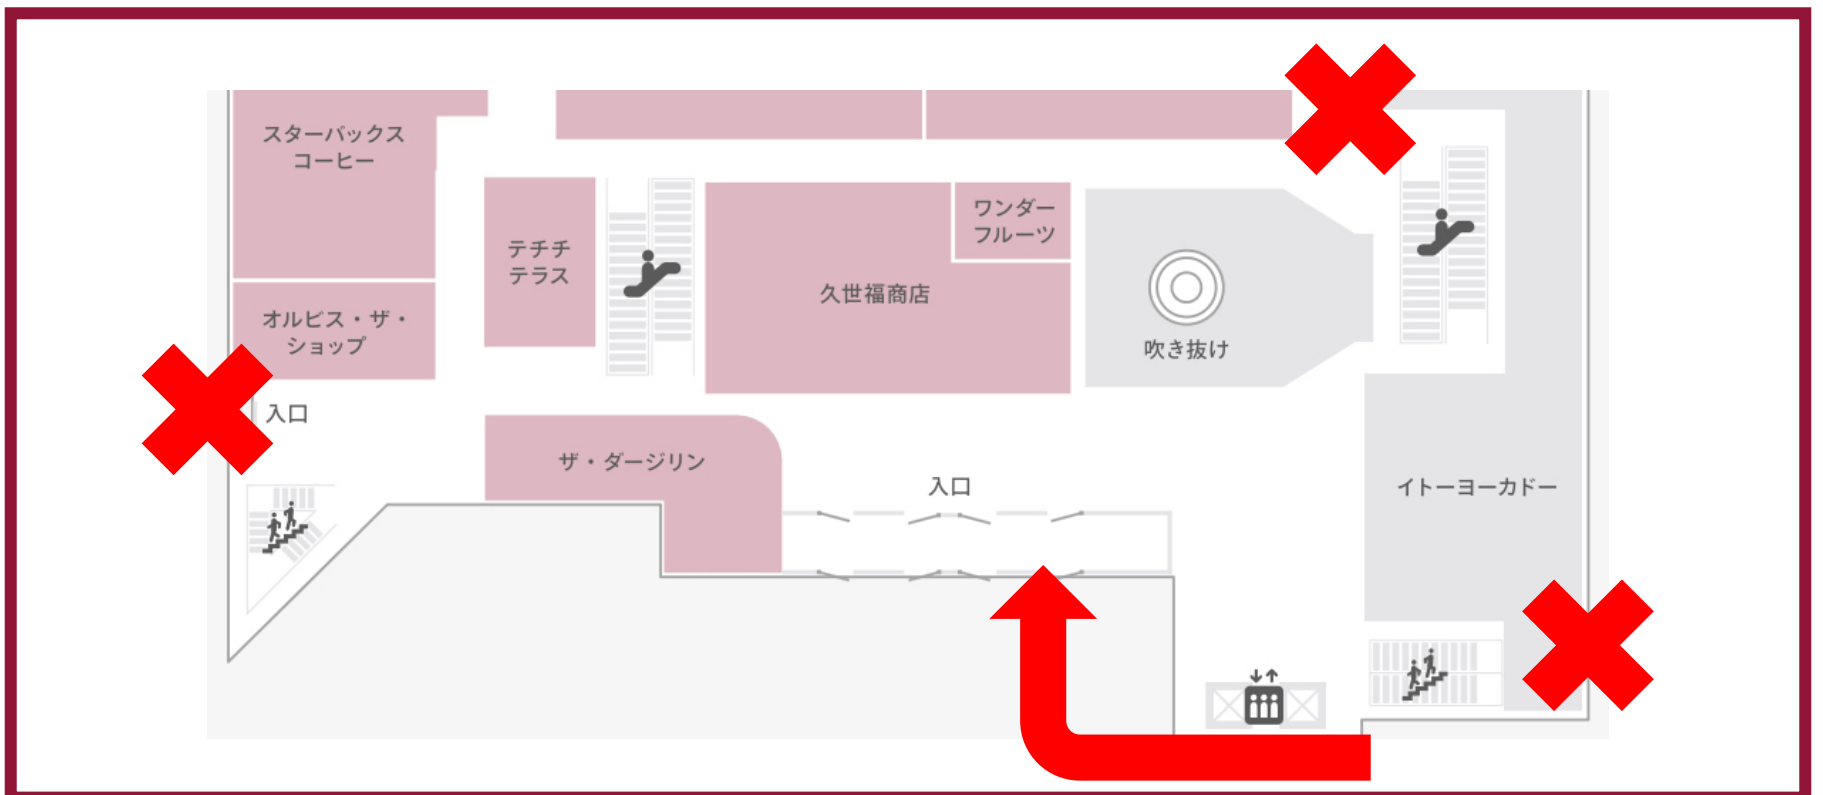 スターバックス
コーヒー
テチチ
テラス
ワンダー
フルーツ
久世福商店
吹き抜け
オルビス・ザ・
ショップ
入口
ザ・ダージリン
入口
イトーヨーカドー